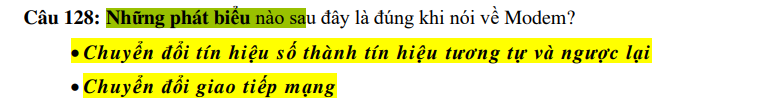 Câu 128: Những phát biểu nào sau đây là đúng khi nói về Modem?
• Chuyển đổi tín hiệu số thành tín hiệu tương tự và ngược lại
• Chuyển đổi giao tiếp mạng